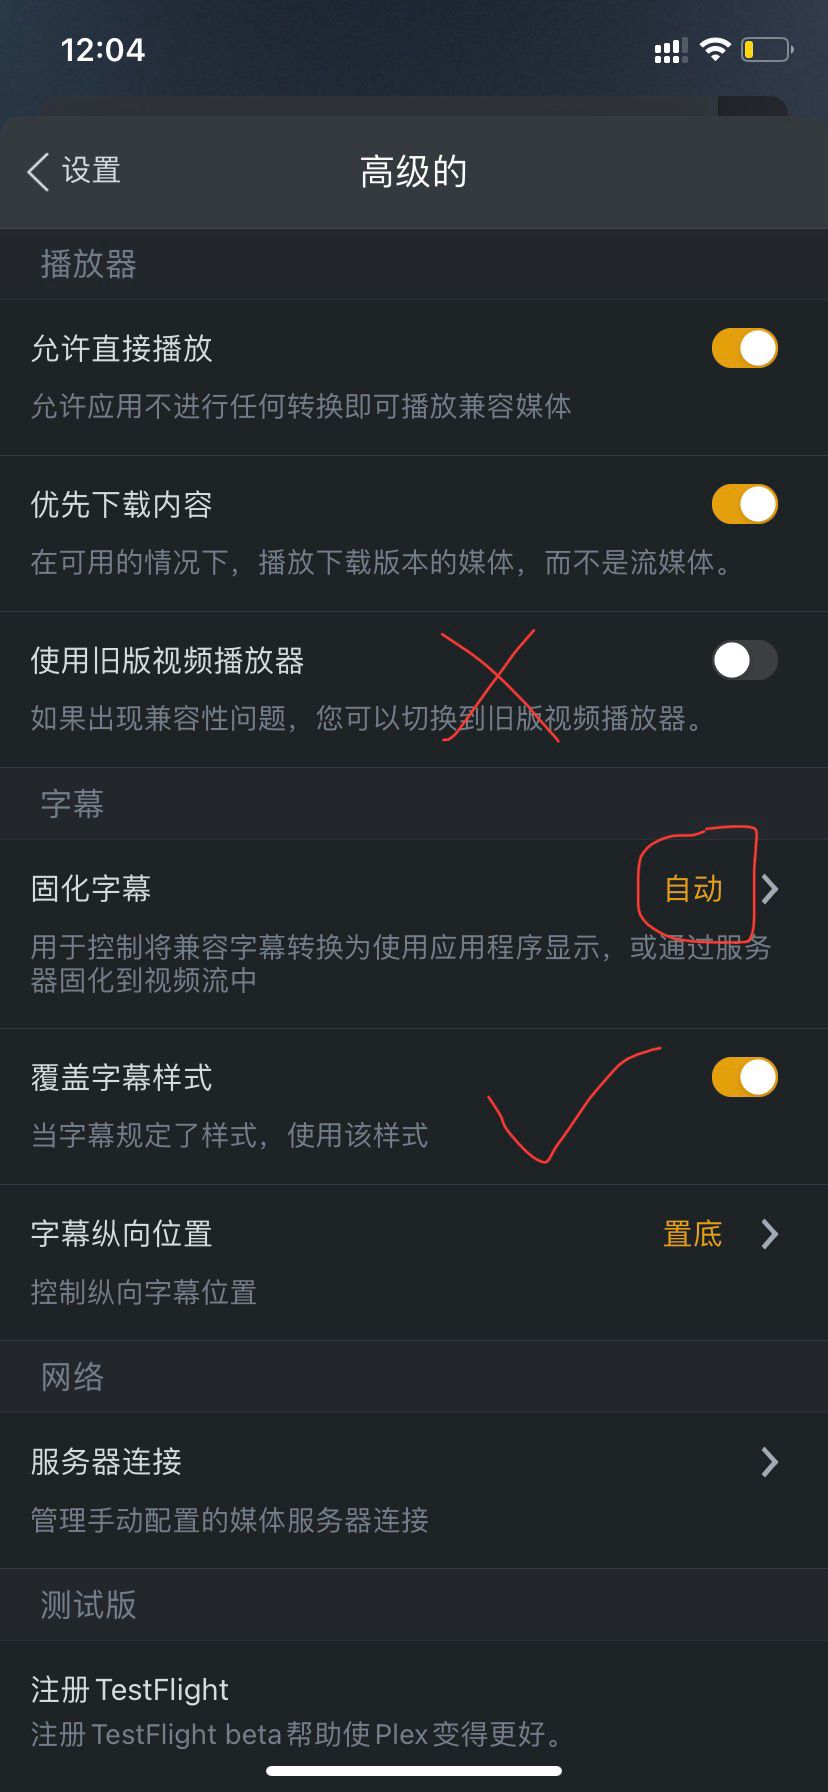 12:04
设置
高级的
播放器
允许直接播放
允许应用不进行任何转换即可播放兼容媒体
优先下载内容
在可用的情况下，播放下载版本的媒体，而不是流媒体。
使用旧版视频播放器
如果出现兼容性问题，您可以切换到旧版视频播放器。
字幕
固化字幕 自动
用于控制将兼容字幕转换为使用应用程序显示，或通过服务
器固化到视频流中
覆盖字幕样式
当字幕规定了样式，使用该样式
字幕纵向位置 置底
控制纵向字幕位置
网络
服务器连接
管理手动配置的媒体服务器连接
测试版
注册 TestFlight
注册 TestFlight beta 帮助使 Plex 变得更好。